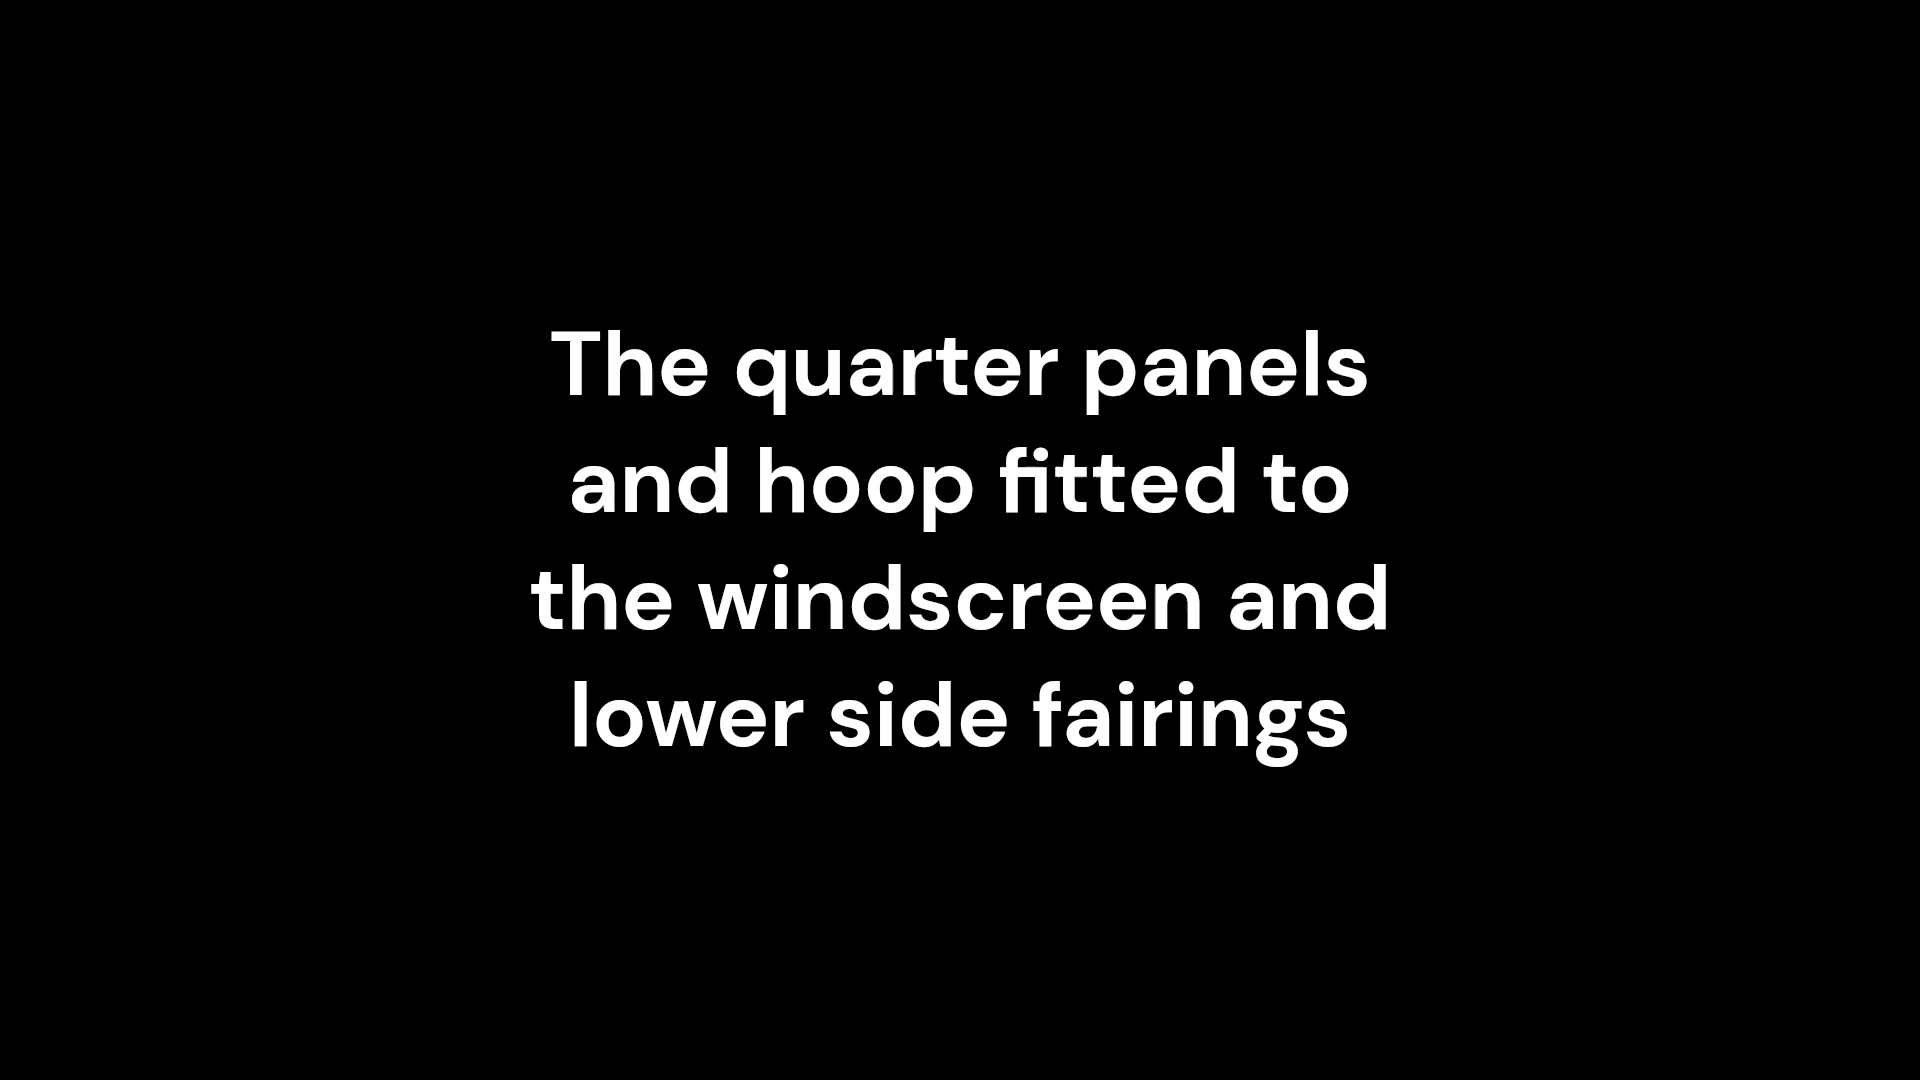 The quarter panels
and hoop fitted to
the windscreen and
lower side fairings